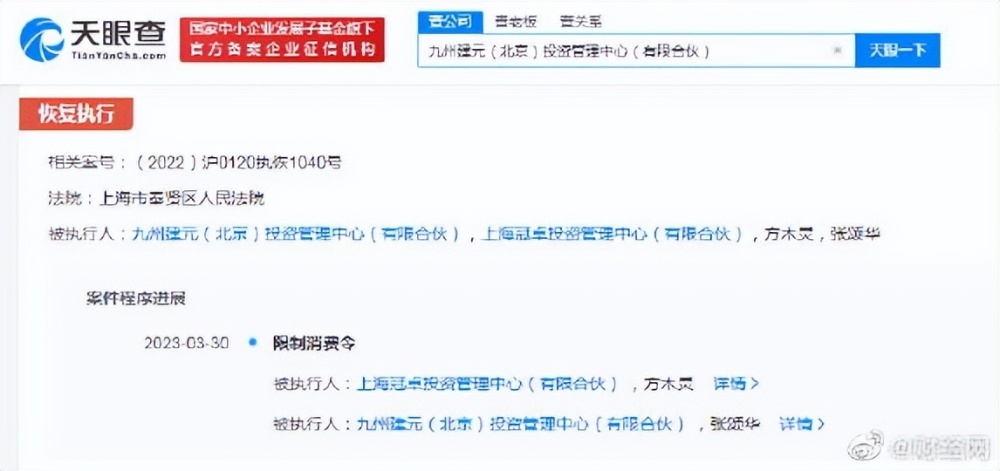 天眼查
TianYanCha.com
国家中小企业发展子基金旗下
官方备案企业征信机构
查公司 查老板 查关系
九州建元（北京）投资管理中心（有限合伙）
天眼一下
恢复执行
相关案号：（2022）沪0120执恢1040号
法院：上海市奉贤区人民法院
被执行人：九州建元（北京）投资管理中心（有限合伙），上海冠卓投资管理中心（有限合伙），方木灵，张颂华
案件程序进展
2023-03-30 限制消费令
被执行人：上海冠卓投资管理中心（有限合伙），方木灵 详情>
被执行人：九州建元（北京）投资管理中心（有限合伙），张颂华 详情>
@财经网